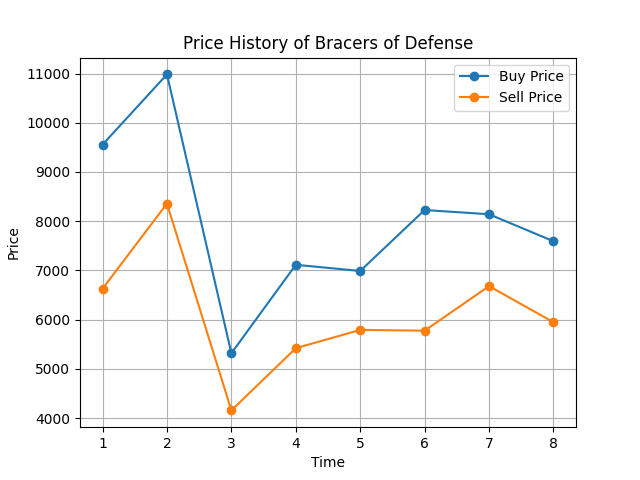 Price History of Bracers of Defense
Buy Price
Sell Price
Price
11000
10000
9000
8000
7000
6000
5000
4000
1 2 3 4 5 6 7 8
Time